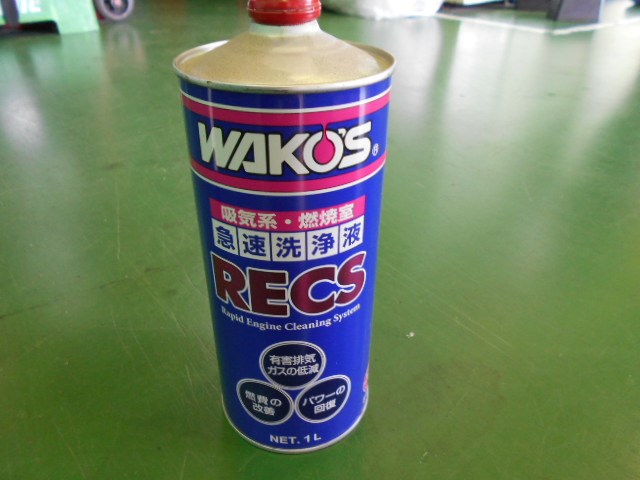 WAKO'S®
吸気系・燃焼室
急速洗浄液
RECS
Rapid Engine Cleaning System
有害排気
ガスの低減
燃費の
改善
パワーの
回復
NET. 1L